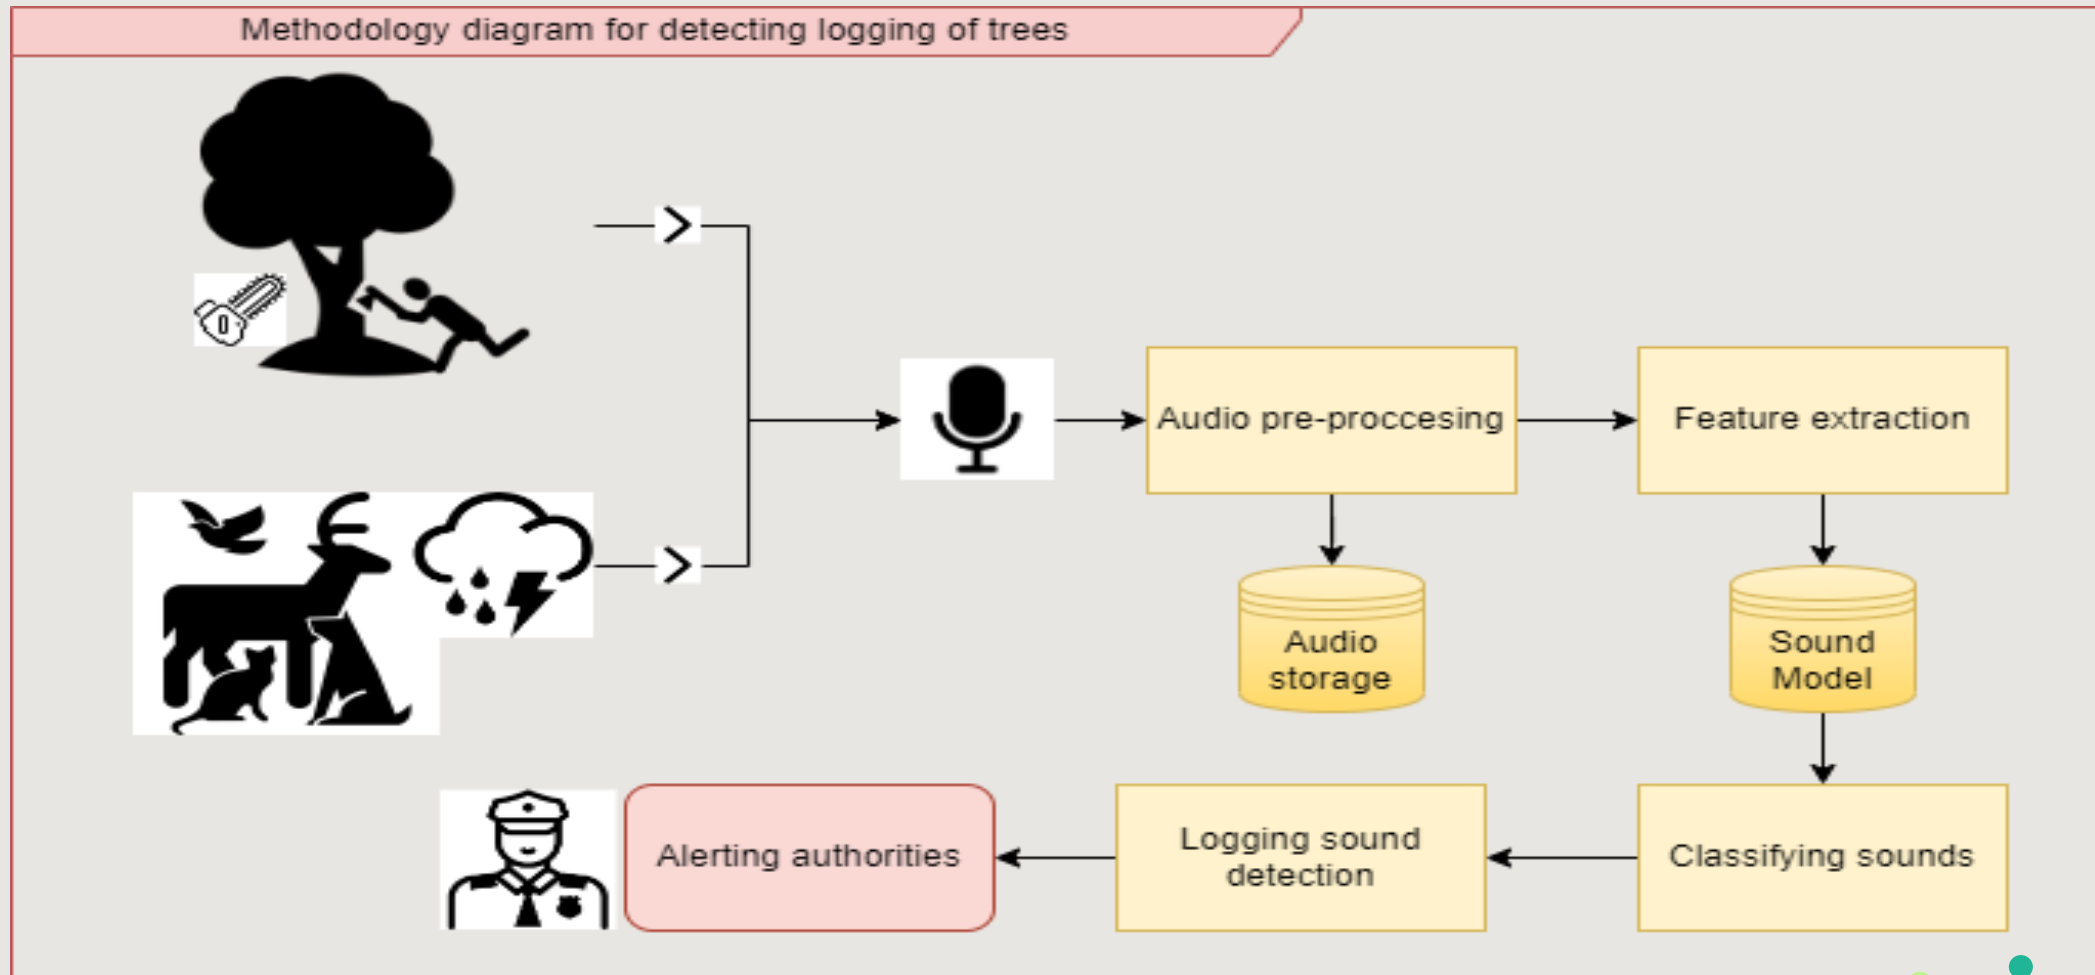 Methodology diagram for detecting logging of trees
Audio pre-proccesing
Feature extraction
Audio
storage
Sound
Model
Alerting authorities
Logging sound
detection
Classifying sounds